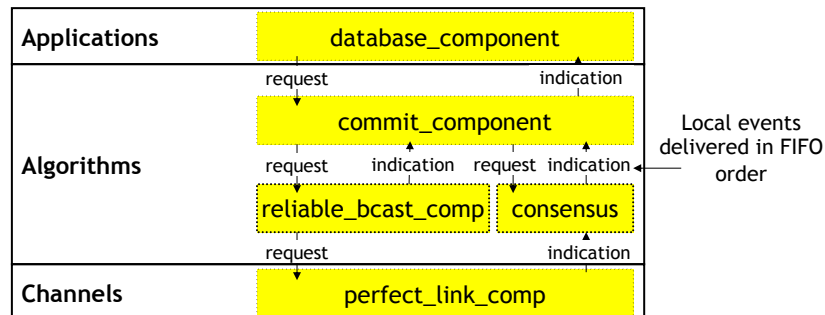 Applications
database_component
request
indication
commit_component
Algorithms
request
indication
request
indication
Local events
delivered in FIFO
order
reliable_bcast_comp
consensus
request
indication
Channels
perfect_link_comp